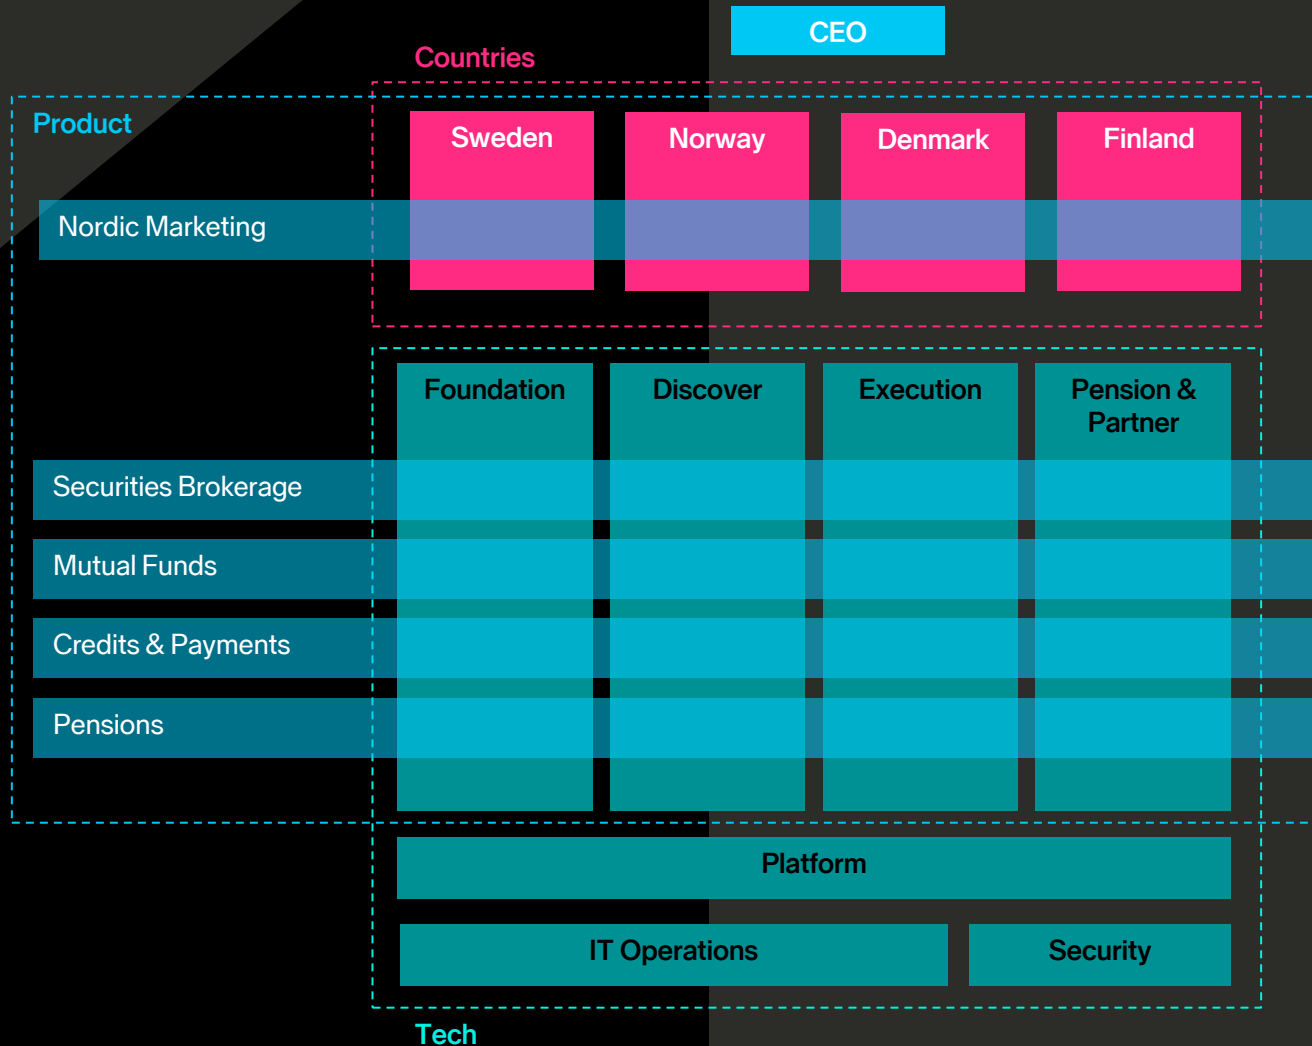 CEO
Countries
Product
Sweden
Norway
Denmark
Finland
Nordic Marketing
Foundation
Discover
Execution
Pension &
Partner
Securities Brokerage
Mutual Funds
Credits & Payments
Pensions
Platform
IT Operations
Security
Tech